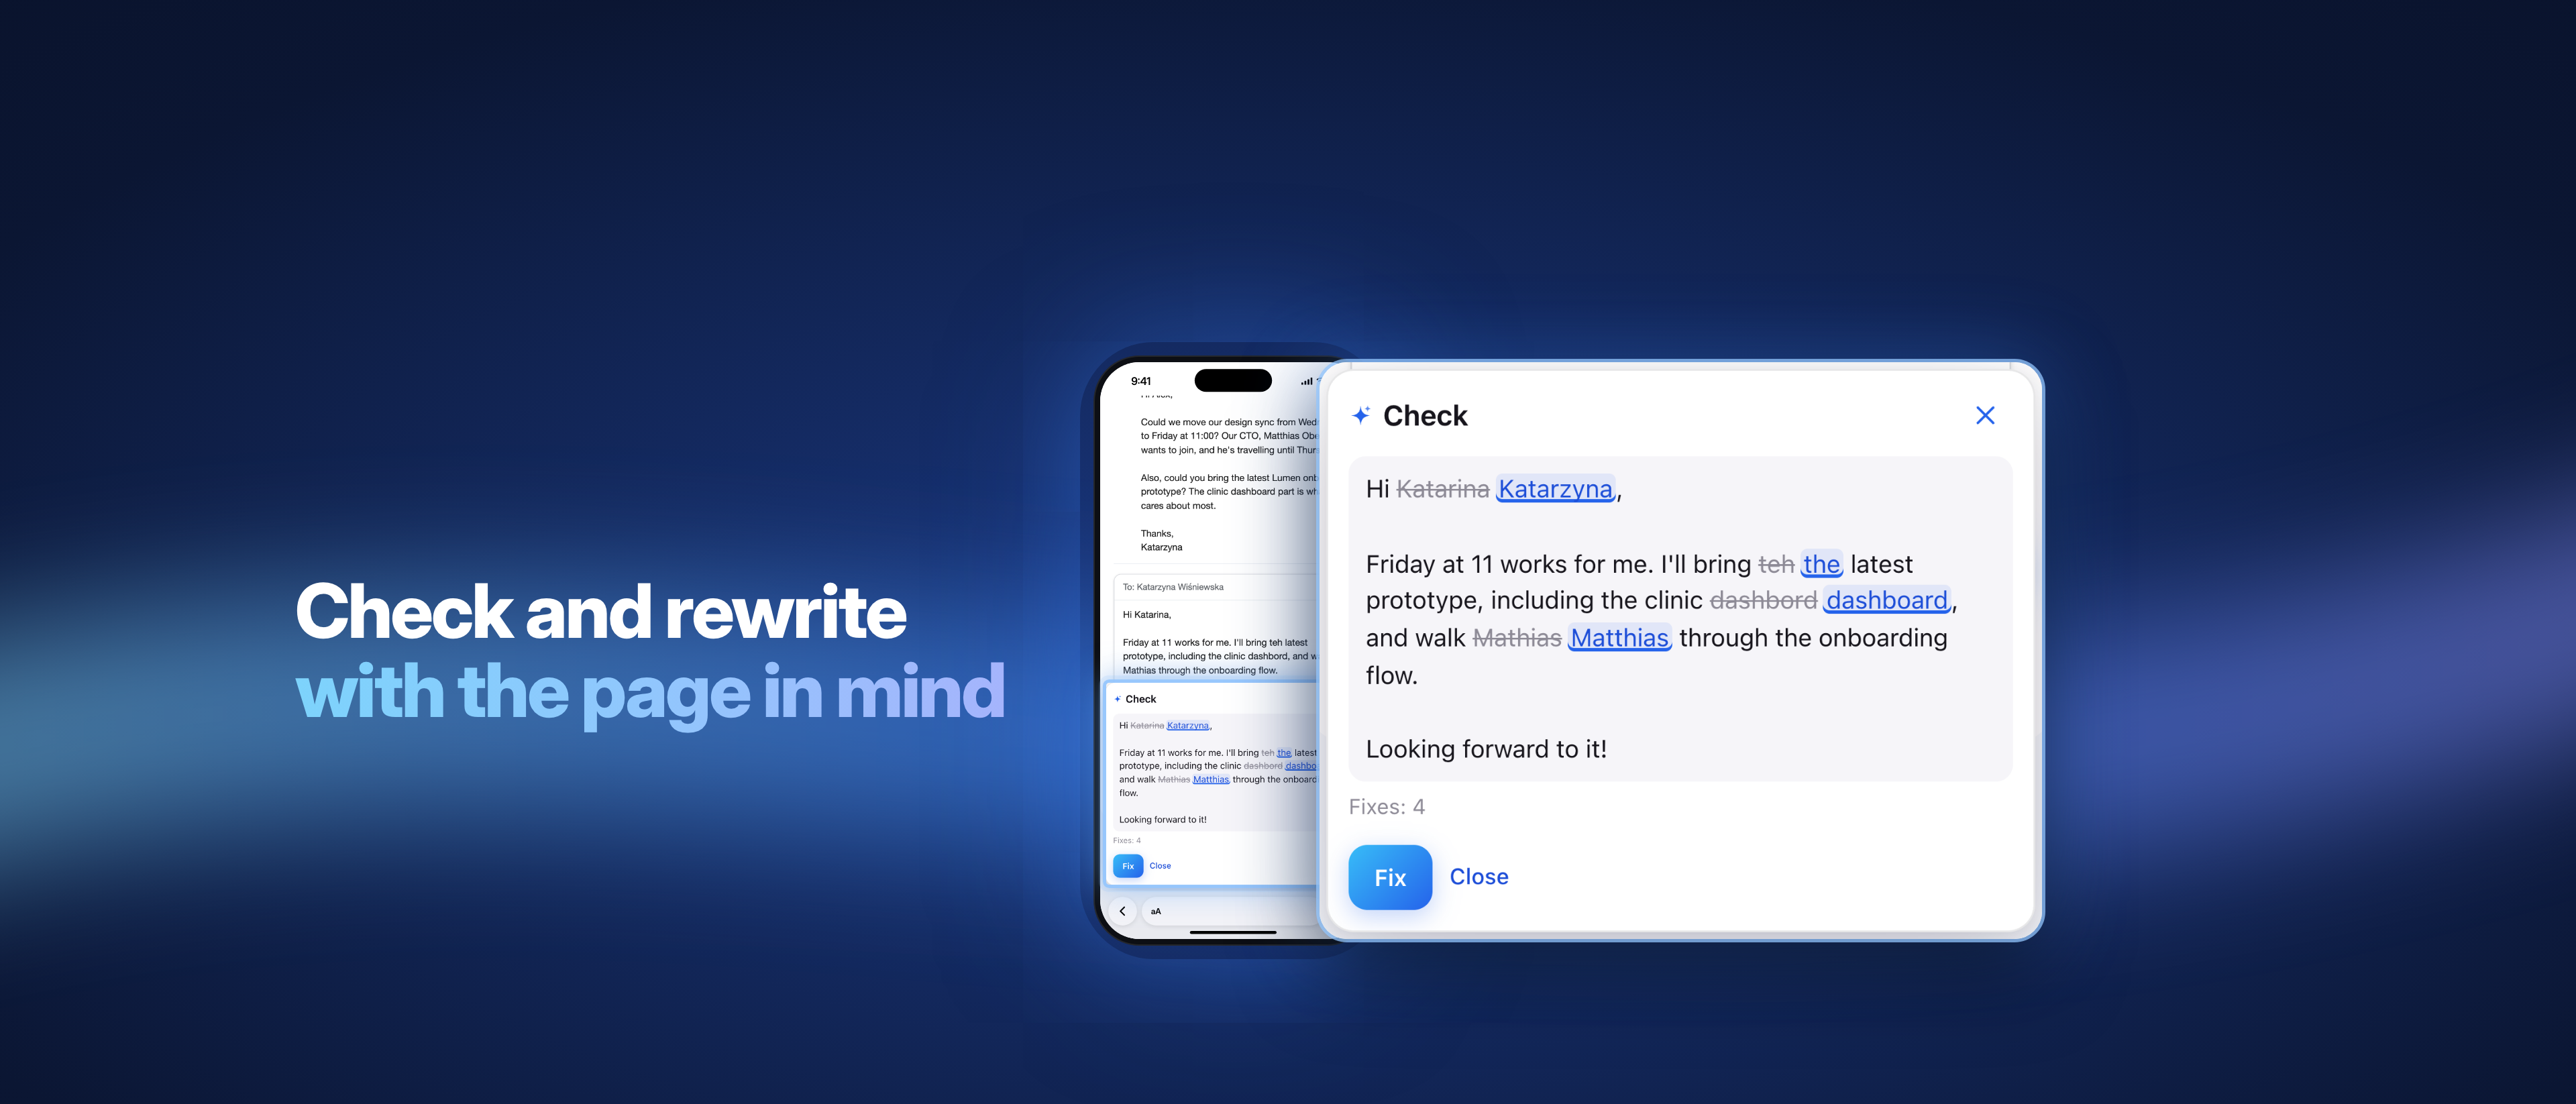 Check and rewrite
with the page in mind
9:41
Could we move our design sync from Wed
to Friday at 11:00? Our CTO, Matthias Obe
wants to join, and he's travelling until Thur
Also, could you bring the latest Lumen onb
prototype? The clinic dashboard part is wh
cares about most.
Thanks,
Katarzyna
To: Katarzyna Wiśniewska
Hi Katarina,
Friday at 11 works for me. I'll bring teh latest
prototype, including the clinic dashbord, and w
Mathias through the onboarding flow.
Check
Hi Katarina Katarzyna,
Friday at 11 works for me. I'll bring teh the latest
prototype, including the clinic dashbord dashbo
and walk Mathias Matthias through the onboard
flow.
Looking forward to it!
Fixes: 4
Fix Close
aA
Check
Hi Katarina Katarzyna,
Friday at 11 works for me. I'll bring teh the latest
prototype, including the clinic dashbord dashboard,
and walk Mathias Matthias through the onboarding
flow.
Looking forward to it!
Fixes: 4
Fix Close